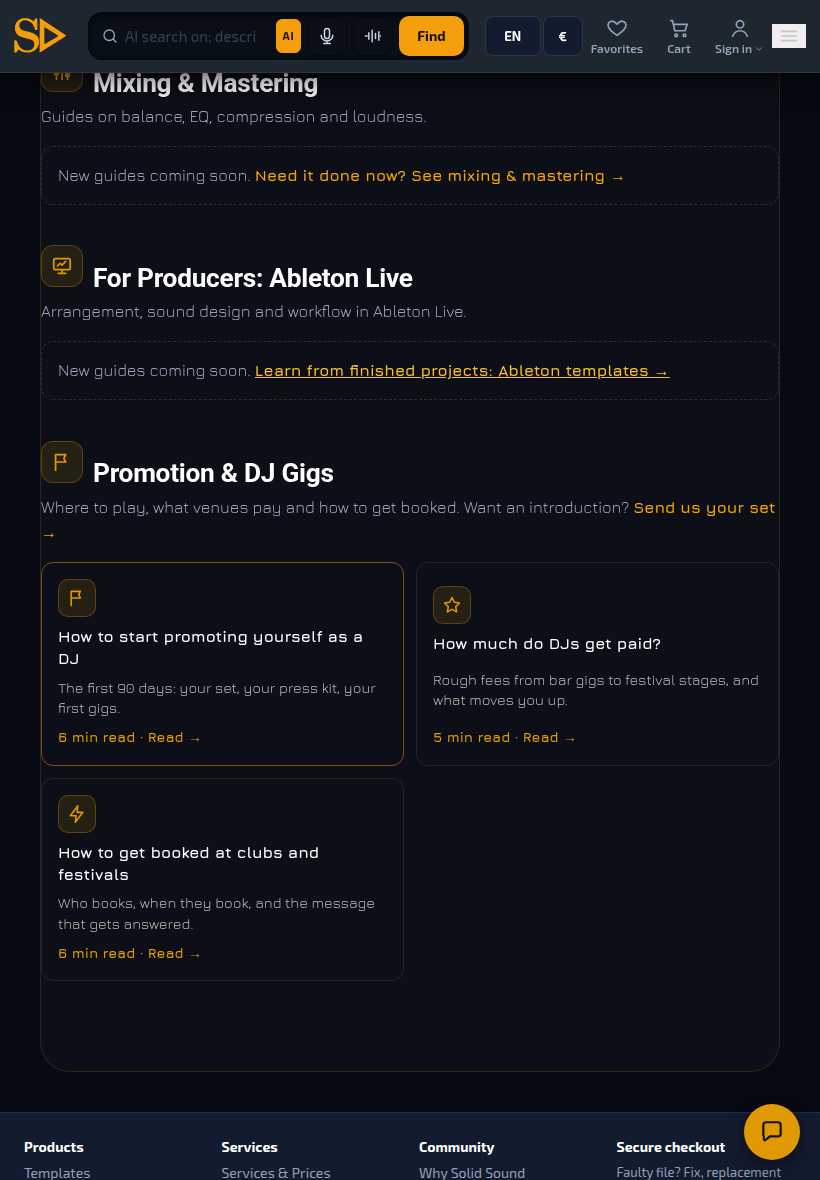 SD
AI search on: descri
AI
Find
EN
€
Favorites
Cart
Sign in
Mixing & Mastering
Guides on balance, EQ, compression and loudness.
New guides coming soon. Need it done now? See mixing & mastering →
For Producers: Ableton Live
Arrangement, sound design and workflow in Ableton Live.
New guides coming soon. Learn from finished projects: Ableton templates →
Promotion & DJ Gigs
Where to play, what venues pay and how to get booked. Want an introduction? Send us your set
→
How to start promoting yourself as a
DJ
The first 90 days: your set, your press kit, your
first gigs.
6 min read · Read →
How much do DJs get paid?
Rough fees from bar gigs to festival stages, and
what moves you up.
5 min read · Read →
How to get booked at clubs and
festivals
Who books, when they book, and the message
that gets answered.
6 min read · Read →
Products
Services
Community
Secure checkout
Templates
Services & Prices
Why Solid Sound
Faulty file? Fix, replacement